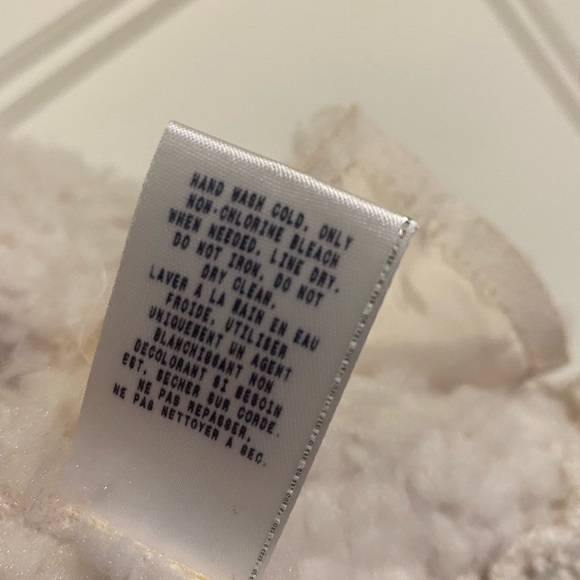 HAND WASH COLD, ONLY
NON-CHLORINE BLEACH
WHEN NEEDED, LINE DRY,
DO NOT IRON, DO NOT
DRY CLEAN.
LAVER À LA MAIN EN EAU
FROIDE, UTILISER
UNIQUEMENT UN AGENT
BLANCHISSANT NON
DECOLORANT SI BESOIN
EST, SECHER SUR CORDE
NE PAS REPASSER,
NE PAS NETTOYER À SEC.